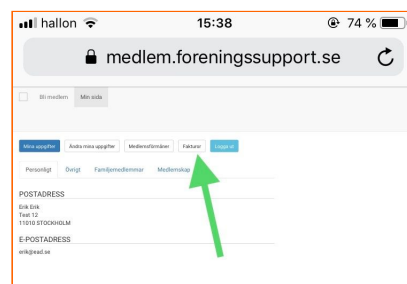 hallon 15:38 74 %
medlem.foreningssupport.se
Bli medlem Min sida
Mina uppgifter Ändra mina uppgifter Medlemsförmåner Fakturor Logga ut
Personligt Övrigt Familjemedlemmar Medlemskap
POSTADRESS
Erik Erik
Test 12
11010 STOCKHOLM
E-POSTADRESS
erik@ead.se